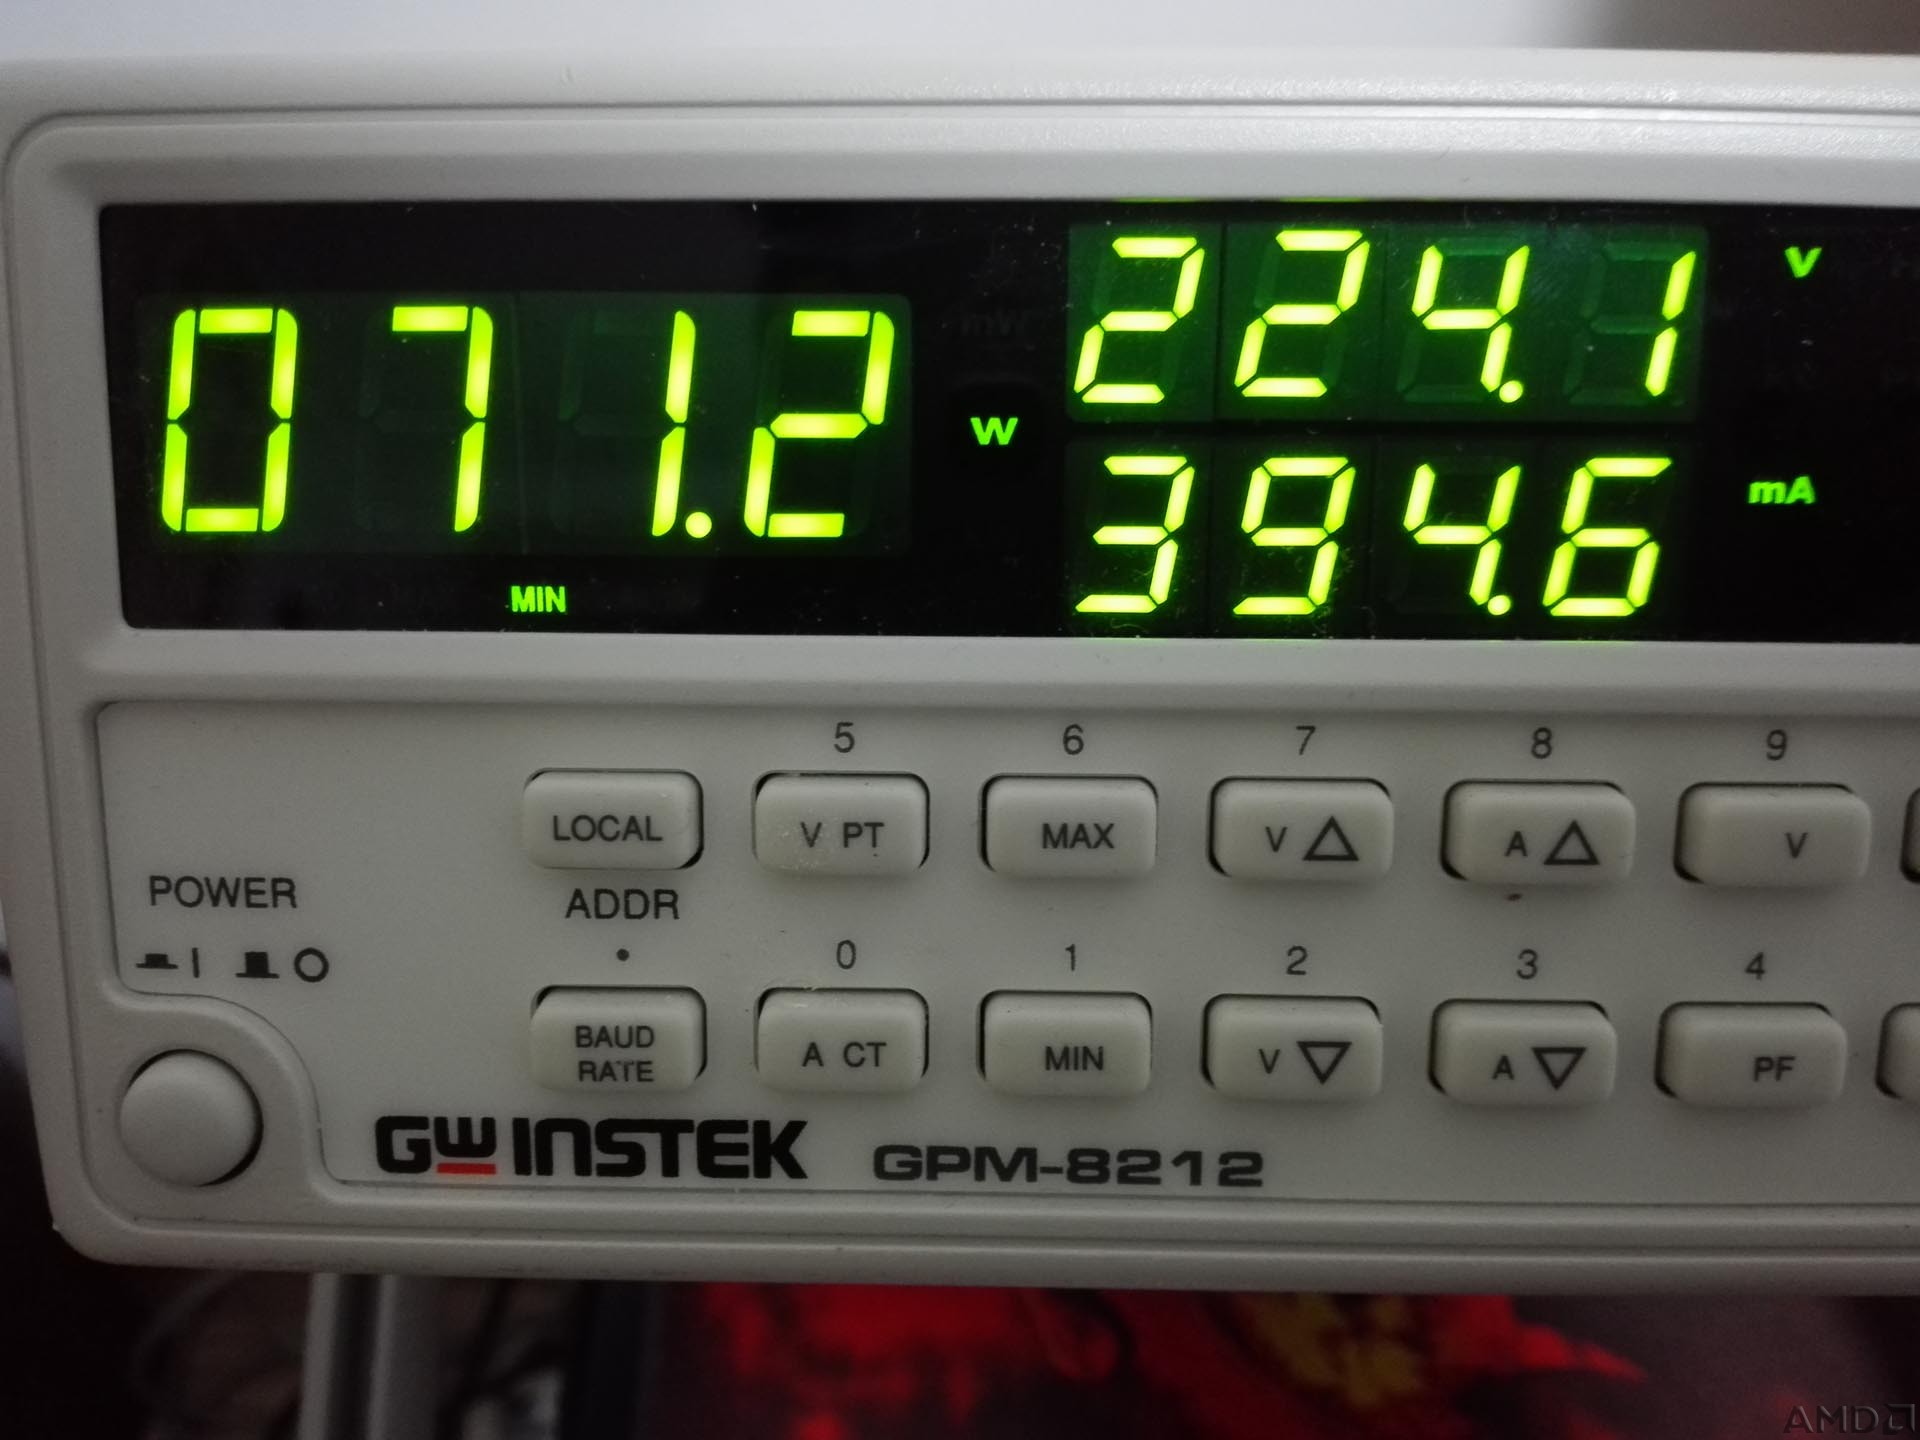 071.2 W
MIN
224.1 V
394.6 mA
5 6 7 8 9
LOCAL V PT MAX V △ A △ V
POWER
ADDR
• 0 1 2 3 4
BAUD RATE A CT MIN V ▽ A ▽ PF
GW INSTEK GPM-8212
AMD